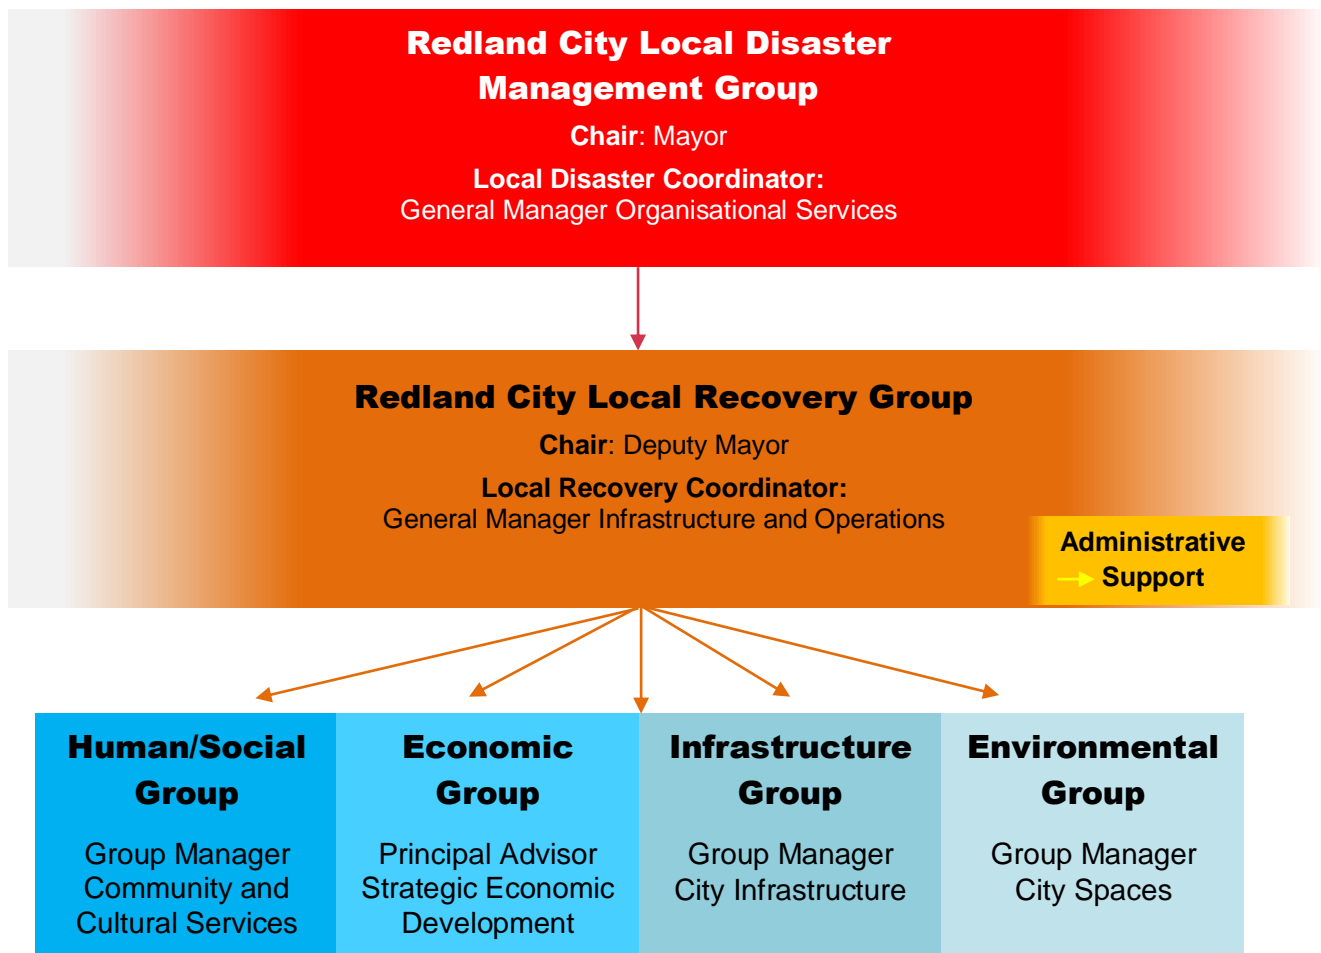 Redland City Local Disaster
Management Group
Chair: Mayor
Local Disaster Coordinator:
General Manager Organisational Services
Redland City Local Recovery Group
Chair: Deputy Mayor
Local Recovery Coordinator:
General Manager Infrastructure and Operations
Administrative
Support
Human/Social
Group
Group Manager
Community and
Cultural Services
Economic
Group
Principal Advisor
Strategic Economic
Development
Infrastructure
Group
Group Manager
City Infrastructure
Environmental
Group
Group Manager
City Spaces